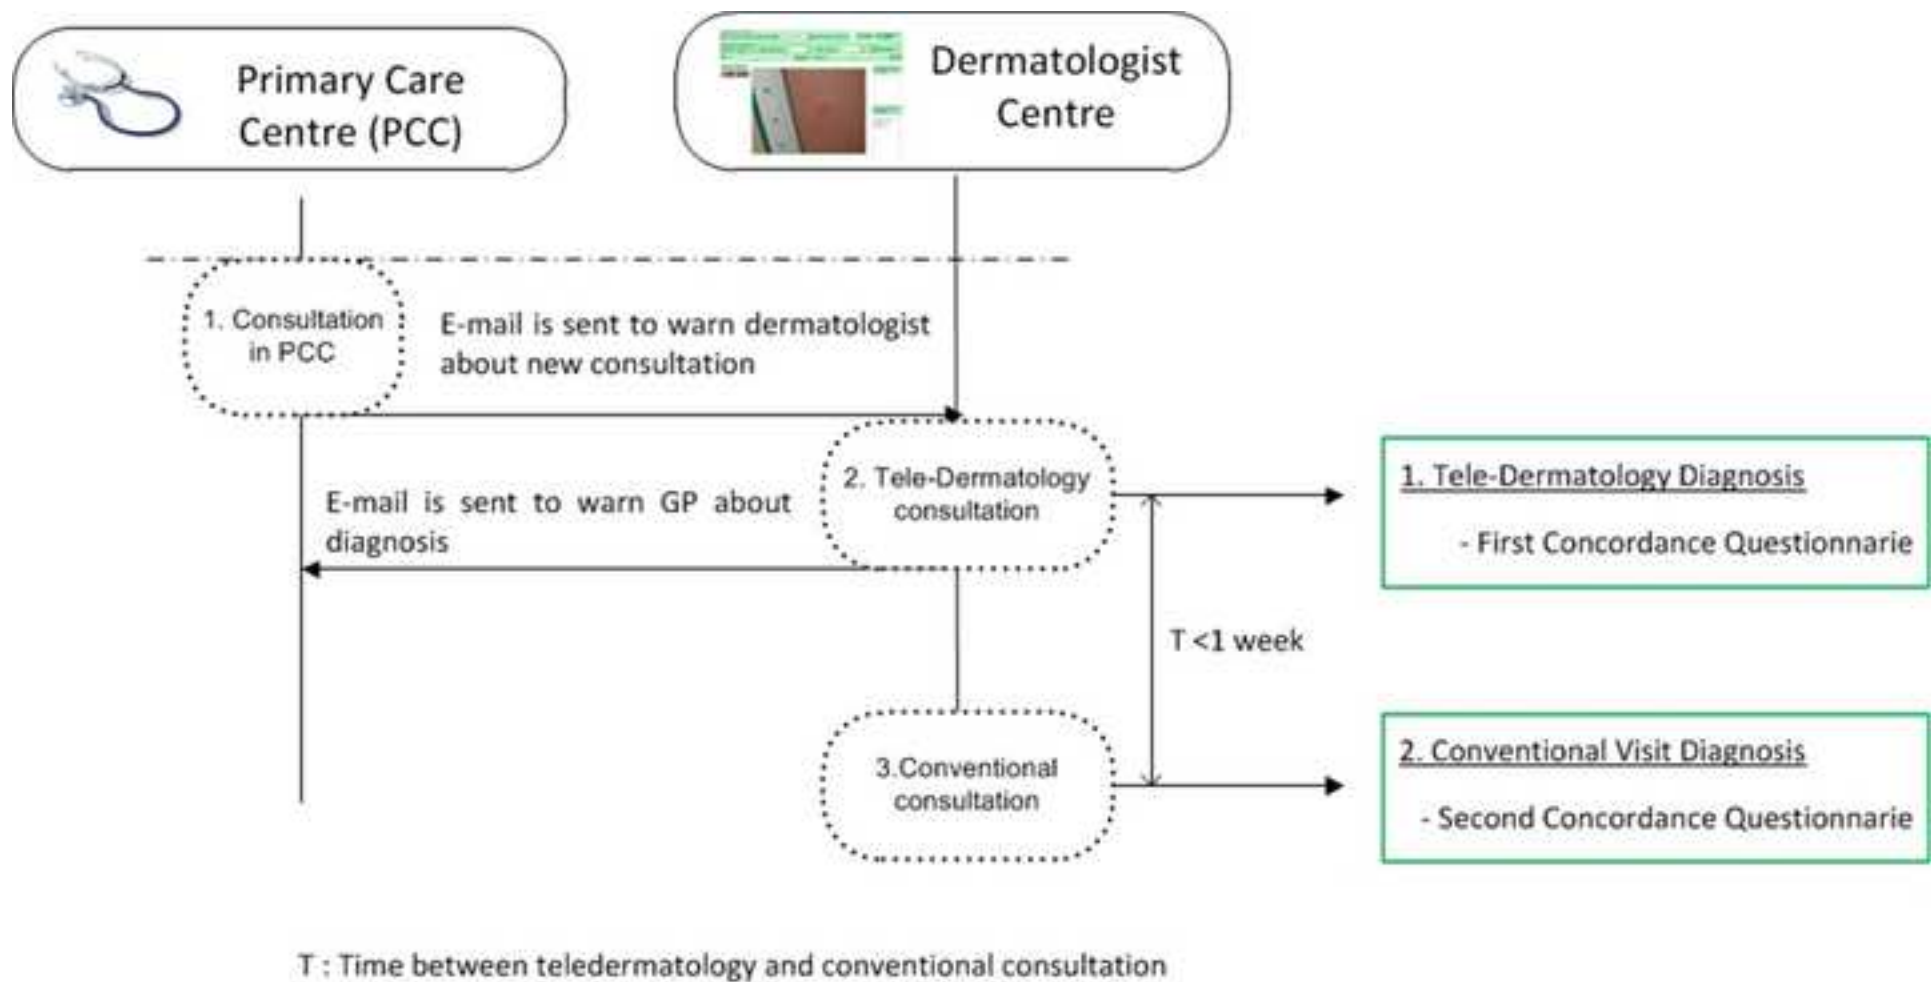 Primary Care
Centre (PCC)
Dermatologist
Centre
1. Consultation
in PCC
E-mail is sent to warn dermatologist
about new consultation
2. Tele-Dermatology
consultation
E-mail is sent to warn GP about
diagnosis
1. Tele-Dermatology Diagnosis
- First Concordance Questionnarie
T <1 week
3.Conventional
consultation
2. Conventional Visit Diagnosis
- Second Concordance Questionnarie
T : Time between teledermatology and conventional consultation